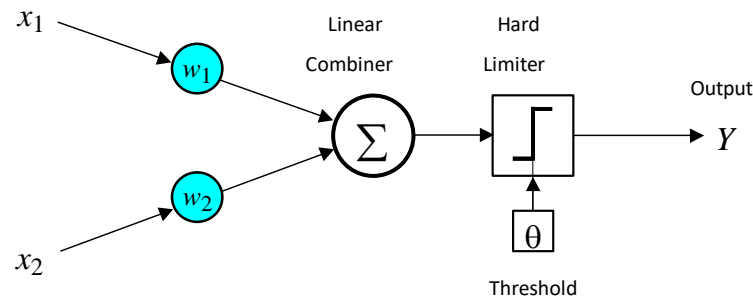 x1
w1
Linear
Combiner
Hard
Limiter
Output
∑
Y
w2
θ
x2
Threshold